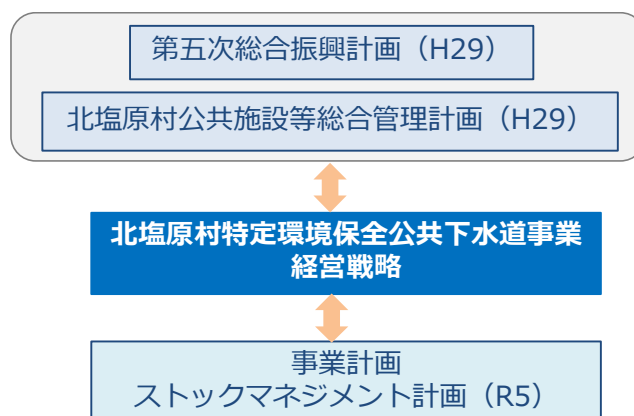 第五次総合振興計画（H29）
北塩原村公共施設等総合管理計画（H29）
北塩原村特定環境保全公共下水道事業
経営戦略
事業計画
ストックマネジメント計画（R5）